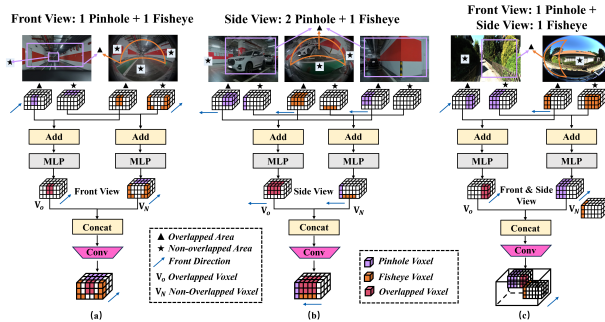 Front View: 1 Pinhole + 1 Fisheye
Side View: 2 Pinhole + 1 Fisheye
Front View: 1 Pinhole +
Side View: 1 Fisheye
Add
Add
Add
Add
Add
Add
MLP
MLP
MLP
MLP
MLP
MLP
Front View
Side View
Front & Side
View
Vo
VN
Vo
VN
Vo
VN
Concat
Concat
Concat
Conv
Conv
Conv
Overlapped Area
Non-overlapped Area
Front Direction
Vo Overlapped Voxel
VN Non-Overlapped Voxel
Pinhole Voxel
Fisheye Voxel
Overlapped Voxel
(a)
(b)
(c)